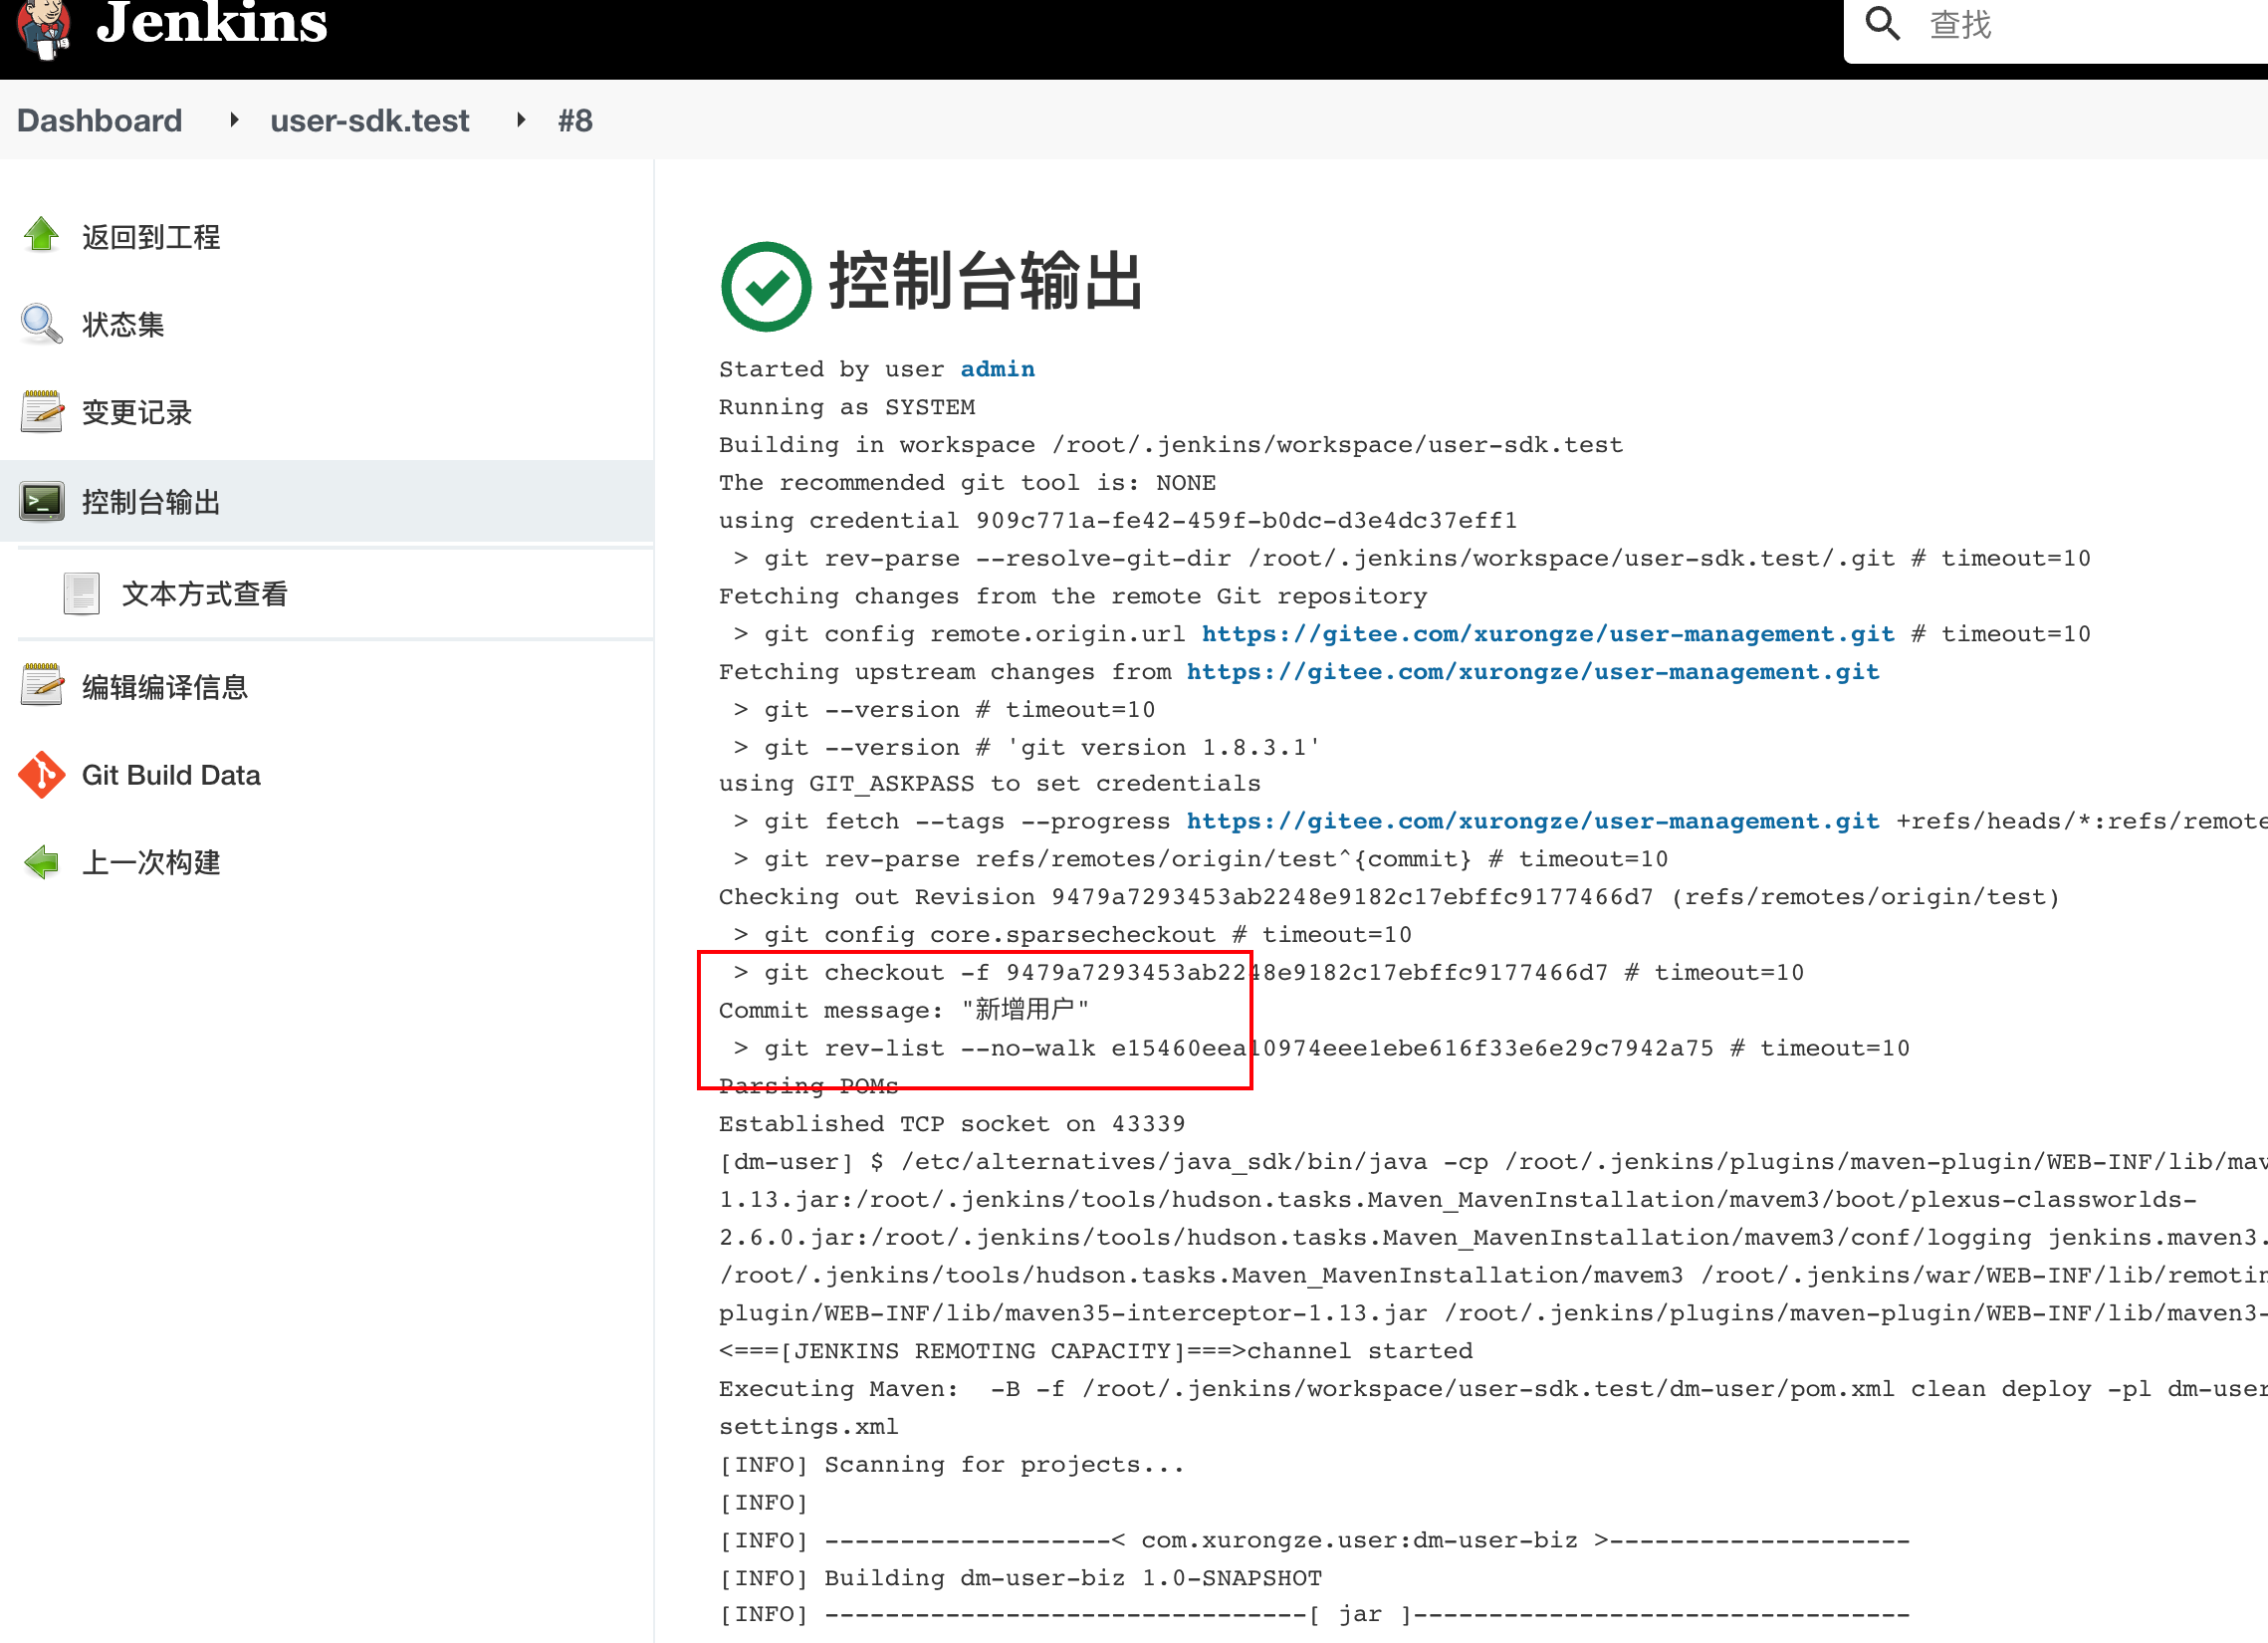 Jenkins
查找
Dashboard
user-sdk.test
#8
返回到工程
状态集
变更记录
控制台输出
文本方式查看
编辑编译信息
Git Build Data
上一次构建
控制台输出
Started by user admin
Running as SYSTEM
Building in workspace /root/.jenkins/workspace/user-sdk.test
The recommended git tool is: NONE
using credential 909c771a-fe42-459f-b0dc-d3e4dc37eff1
> git rev-parse --resolve-git-dir /root/.jenkins/workspace/user-sdk.test/.git # timeout=10
Fetching changes from the remote Git repository
> git config remote.origin.url https://gitee.com/xurongze/user-management.git # timeout=10
Fetching upstream changes from https://gitee.com/xurongze/user-management.git
> git --version # timeout=10
> git --version # 'git version 1.8.3.1'
using GIT_ASKPASS to set credentials
> git fetch --tags --progress https://gitee.com/xurongze/user-management.git +refs/heads/*:refs/remote
> git rev-parse refs/remotes/origin/test^{commit} # timeout=10
Checking out Revision 9479a7293453ab2248e9182c17ebffc9177466d7 (refs/remotes/origin/test)
> git config core.sparsecheckout # timeout=10
> git checkout -f 9479a7293453ab2248e9182c17ebffc9177466d7 # timeout=10
Commit message: "新增用户"
> git rev-list --no-walk e15460eea10974eee1ebe616f33e6e29c7942a75 # timeout=10
Parsing POMs
Established TCP socket on 43339
[dm-user] $ /etc/alternatives/java_sdk/bin/java -cp /root/.jenkins/plugins/maven-plugin/WEB-INF/lib/mav
1.13.jar:/root/.jenkins/tools/hudson.tasks.Maven_MavenInstallation/mavem3/boot/plexus-classworlds-
2.6.0.jar:/root/.jenkins/tools/hudson.tasks.Maven_MavenInstallation/mavem3/conf/logging jenkins.maven3.
/root/.jenkins/tools/hudson.tasks.Maven_MavenInstallation/mavem3 /root/.jenkins/war/WEB-INF/lib/remotin
plugin/WEB-INF/lib/maven35-interceptor-1.13.jar /root/.jenkins/plugins/maven-plugin/WEB-INF/lib/maven3-
<===[JENKINS REMOTING CAPACITY]===>channel started
Executing Maven:  -B -f /root/.jenkins/workspace/user-sdk.test/dm-user/pom.xml clean deploy -pl dm-user
settings.xml
[INFO] Scanning for projects...
[INFO]
[INFO] -------------------< com.xurongze.user:dm-user-biz >--------------------
[INFO] Building dm-user-biz 1.0-SNAPSHOT
[INFO] --------------------------------[ jar ]---------------------------------